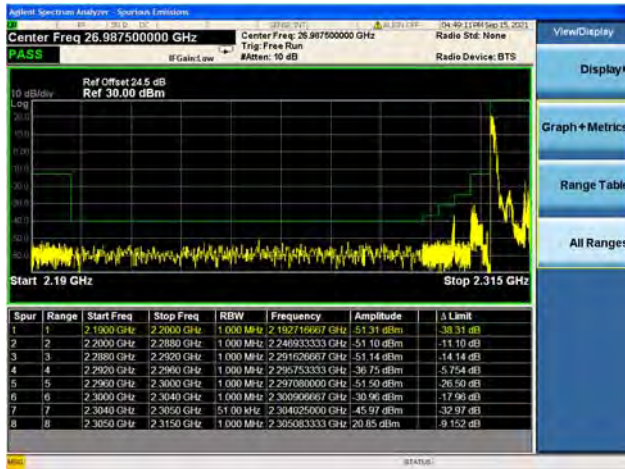 Agilent Spectrum Analyzer - Spurious Emissions
SENSE:INT ALIGN OFF 04:49:11 PM Sep 15, 2021
Center Freq 26.987500000 GHz Center Freq: 26.987500000 GHz Radio Std: None
Trig: Free Run
PASS IFGain:Low #Atten: 10 dB Radio Device: BTS
Ref Offset 24.5 dB
10 dB/div Ref 30.00 dBm
Log
Start 2.19 GHz Stop 2.315 GHz
Spur Range Start Freq Stop Freq RBW Frequency Amplitude Δ Limit
1 1 2.1900 GHz 2.2000 GHz 1.000 MHz 2.192716667 GHz -51.31 dBm -38.31 dB
2 2 2.2000 GHz 2.2880 GHz 1.000 MHz 2.246933333 GHz -51.10 dBm -11.10 dB
3 3 2.2880 GHz 2.2920 GHz 1.000 MHz 2.291626667 GHz -51.14 dBm -14.14 dB
4 4 2.2920 GHz 2.2960 GHz 1.000 MHz 2.295753333 GHz -36.75 dBm -5.754 dB
5 5 2.2960 GHz 2.3000 GHz 1.000 MHz 2.297080000 GHz -51.50 dBm -26.50 dB
6 6 2.3000 GHz 2.3040 GHz 1.000 MHz 2.300906667 GHz -30.96 dBm -17.96 dB
7 7 2.3040 GHz 2.3050 GHz 51.00 kHz 2.304025000 GHz -45.97 dBm -32.97 dB
8 8 2.3050 GHz 2.3150 GHz 1.000 MHz 2.305083333 GHz 20.85 dBm -9.152 dB
MSG STATUS
View/Display
Display
Graph+Metrics
Range Table
All Ranges